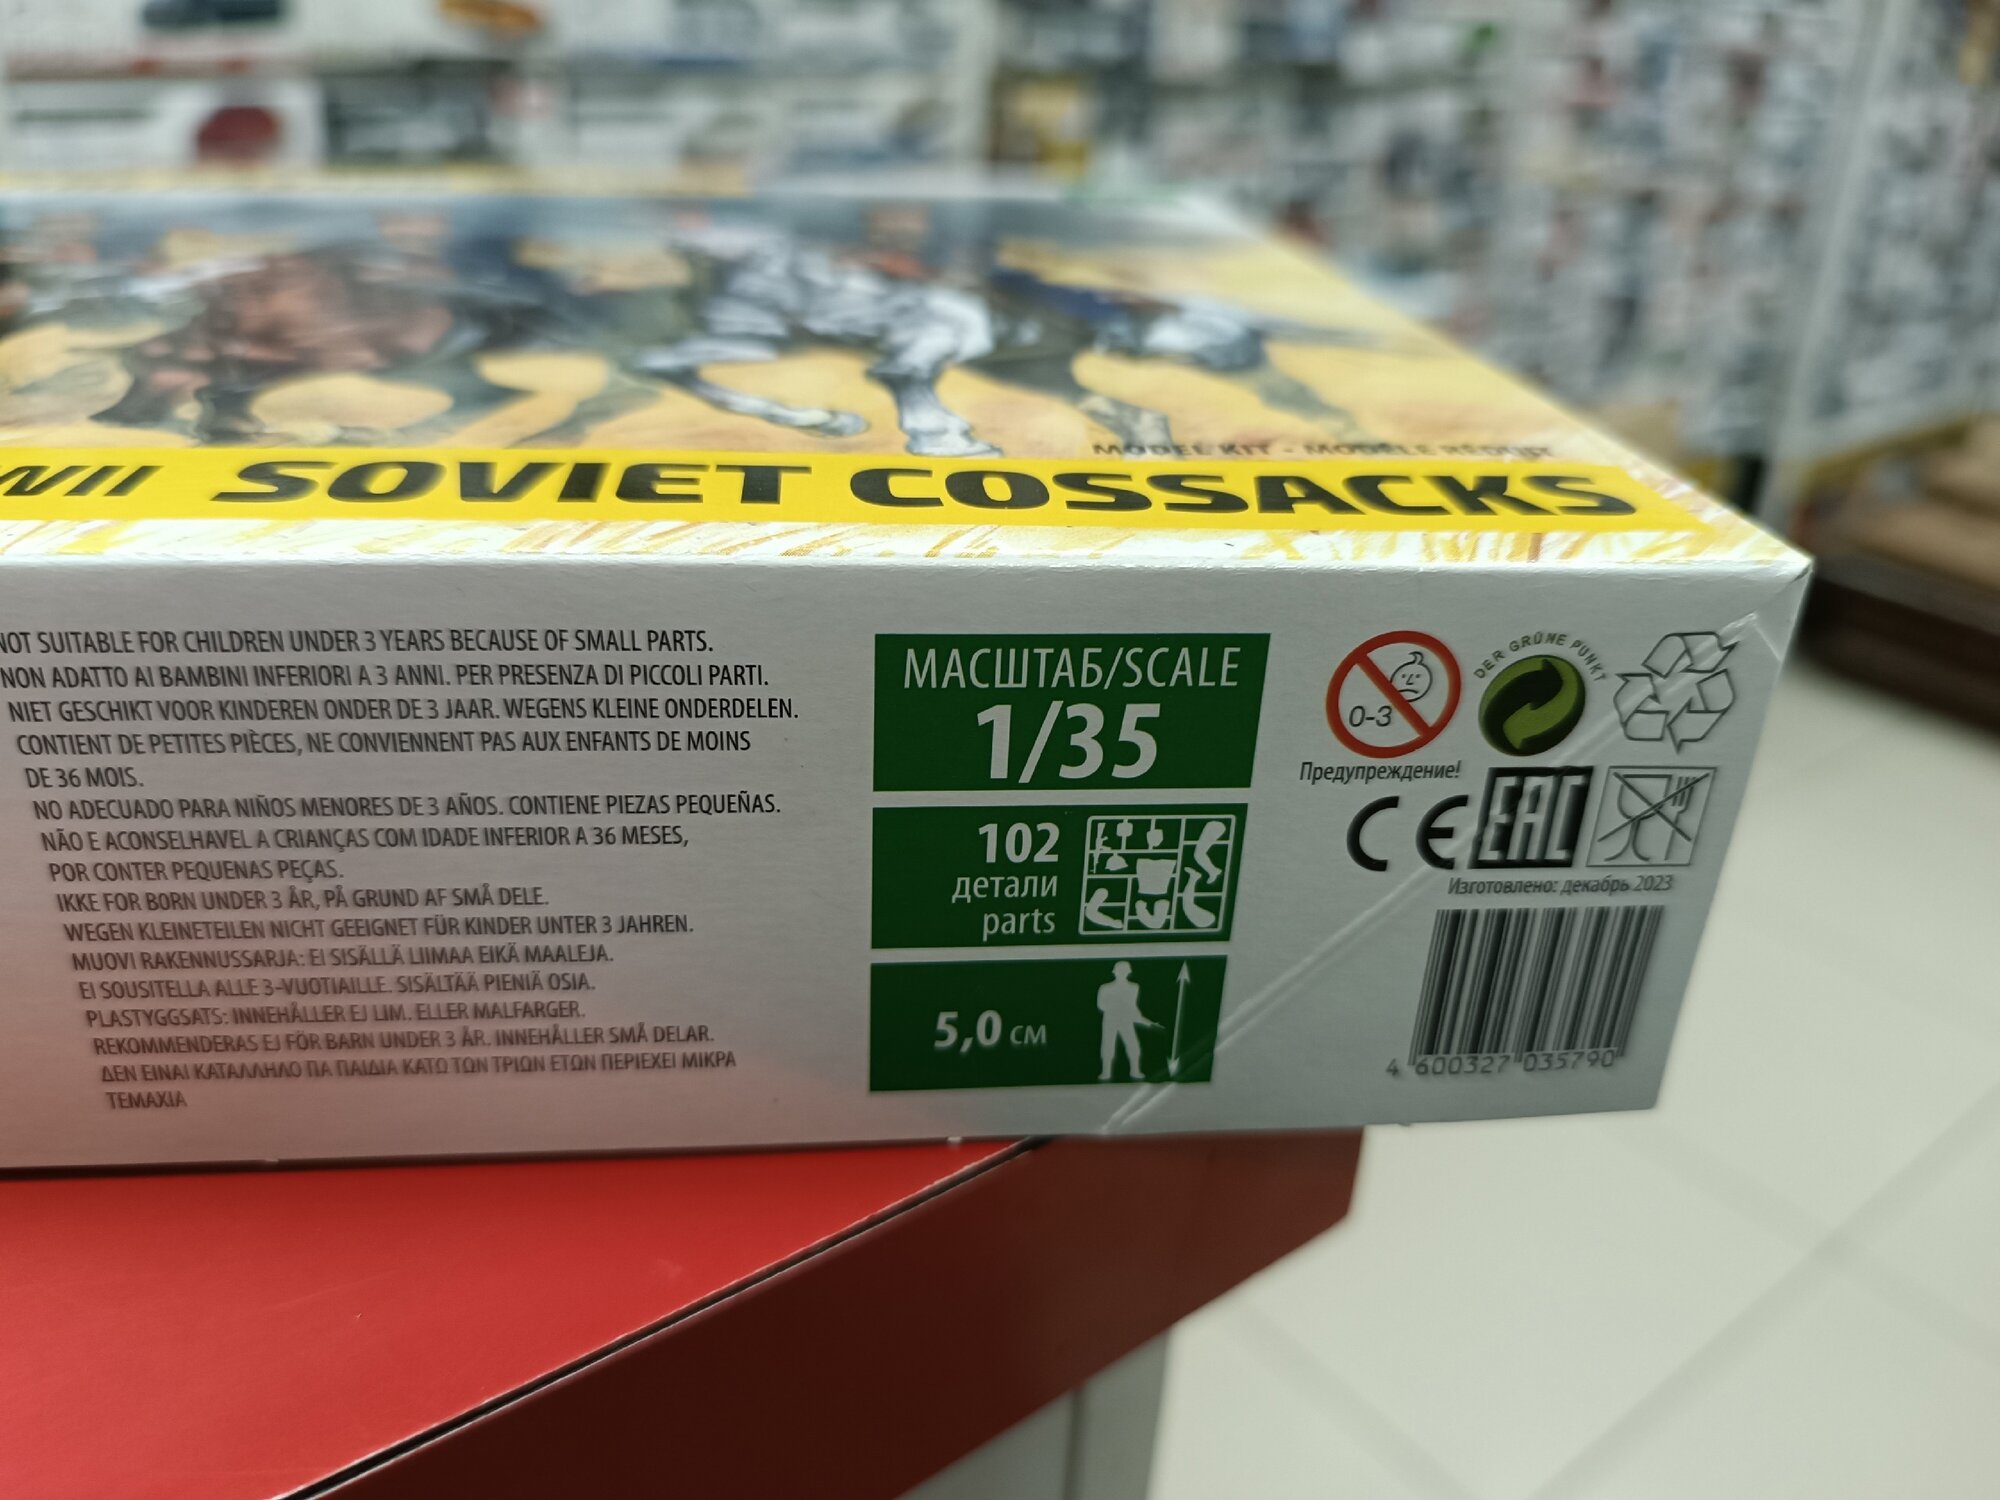 MODEL KIT - MODÈLE RÉDUIT
WWII SOVIET COSSACKS
NOT SUITABLE FOR CHILDREN UNDER 3 YEARS BECAUSE OF SMALL PARTS.
NON ADATTO AI BAMBINI INFERIORI A 3 ANNI. PER PRESENZA DI PICCOLI PARTI.
NIET GESCHIKT VOOR KINDEREN ONDER DE 3 JAAR. WEGENS KLEINE ONDERDELEN.
CONTIENT DE PETITES PIÈCES, NE CONVIENNENT PAS AUX ENFANTS DE MOINS
DE 36 MOIS.
NO ADECUADO PARA NIÑOS MENORES DE 3 AÑOS. CONTIENE PIEZAS PEQUEÑAS.
NÃO E ACONSELHAVEL A CRIANÇAS COM IDADE INFERIOR A 36 MESES,
POR CONTER PEQUENAS PEÇAS.
IKKE FOR BORN UNDER 3 ÅR, PÅ GRUND AF SMÅ DELE.
WEGEN KLEINETEILEN NICHT GEEIGNET FÜR KINDER UNTER 3 JAHREN.
MUOVI RAKENNUSSARJA: EI SISÄLLÄ LIIMAA EIKÄ MAALEJA.
EI SOUSITELLA ALLE 3-VUOTIAILLE. SISÄLTÄÄ PIENIÄ OSIA.
PLASTYGGSATS: INNEHÅLLER EJ LIM. ELLER MALFARGER.
REKOMMENDERAS EJ FÖR BARN UNDER 3 ÅR. INNEHÅLLER SMÅ DELAR.
ΔΕΝ ΕΙΝΑΙ ΚΑΤΑΛΛΗΛΟ ΓΙΑ ΠΑΙΔΙΑ ΚΑΤΩ ΤΩΝ ΤΡΙΩΝ ΕΤΩΝ ΠΕΡΙΕΧΕΙ ΜΙΚΡΑ
ΤΕΜΑΧΙΑ
МАСШТАБ/SCALE
1/35
102
детали
parts
5,0 см
0-3
Предупреждение!
DER GRÜNE PUNKT
CE
EAC
Изготовлено: декабрь 2023
4 600327 035790